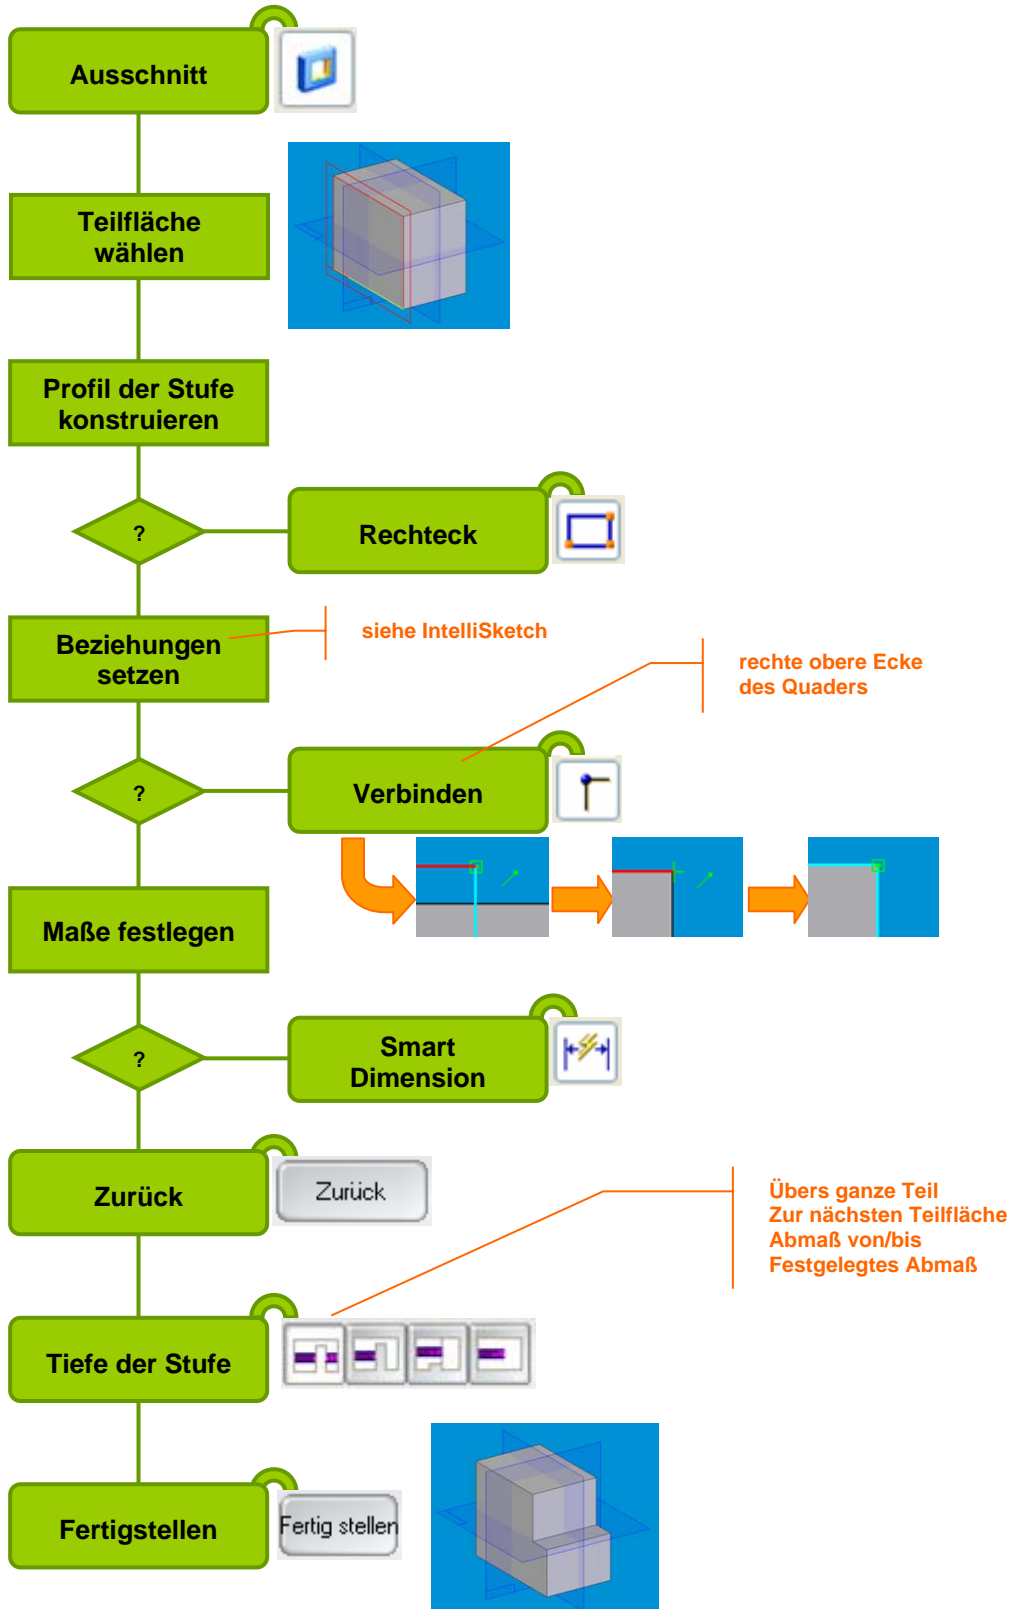 Ausschnitt
Teilfläche
wählen
Profil der Stufe
konstruieren
?
Rechteck
Beziehungen
setzen
siehe IntelliSketch
rechte obere Ecke
des Quaders
?
Verbinden
Maße festlegen
?
Smart
Dimension
Zurück
Zurück
Übers ganze Teil
Zur nächsten Teilfläche
Abmaß von/bis
Festgelegtes Abmaß
Tiefe der Stufe
Fertigstellen
Fertig stellen